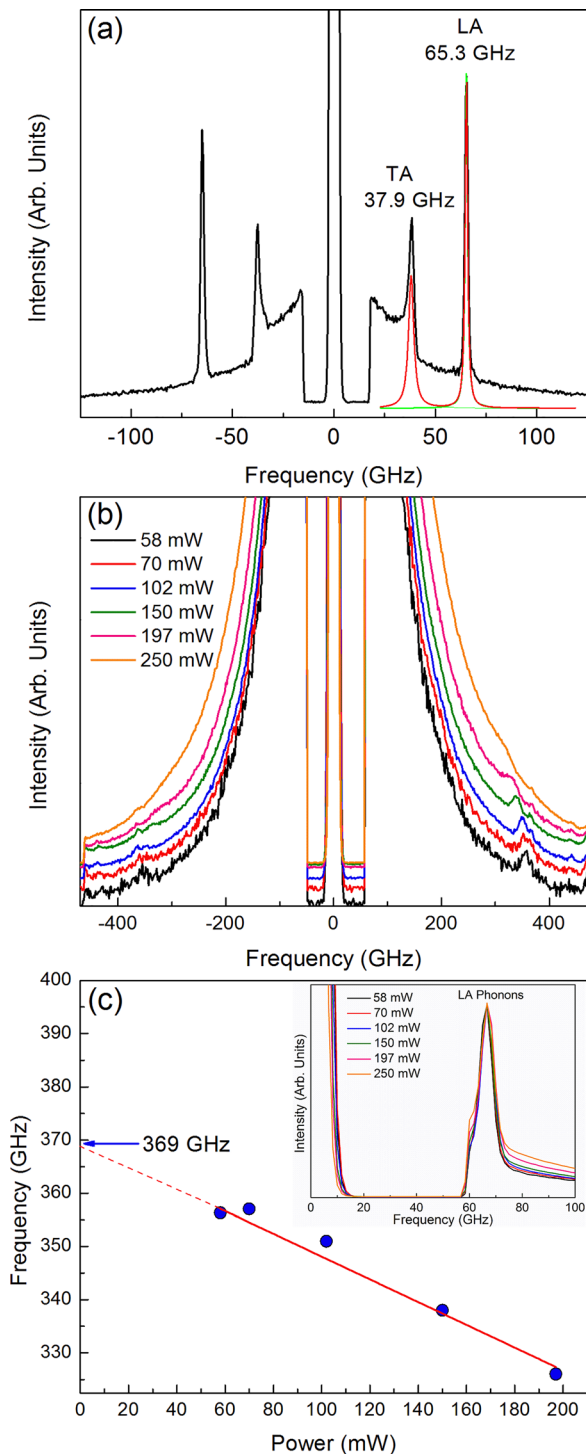 (a)
LA
65.3 GHz
TA
37.9 GHz
Intensity (Arb. Units)
-100 -50 0 50 100
Frequency (GHz)
(b)
58 mW
70 mW
102 mW
150 mW
197 mW
250 mW
Intensity (Arb. Units)
-400 -200 0 200 400
Frequency (GHz)
(c)
400
390
380
370
360
350
340
330
Frequency (GHz)
369 GHz
LA Phonons
58 mW
70 mW
102 mW
150 mW
197 mW
250 mW
Intensity (Arb. Units)
0 20 40 60 80 100
Frequency (GHz)
0 20 40 60 80 100 120 140 160 180 200
Power (mW)